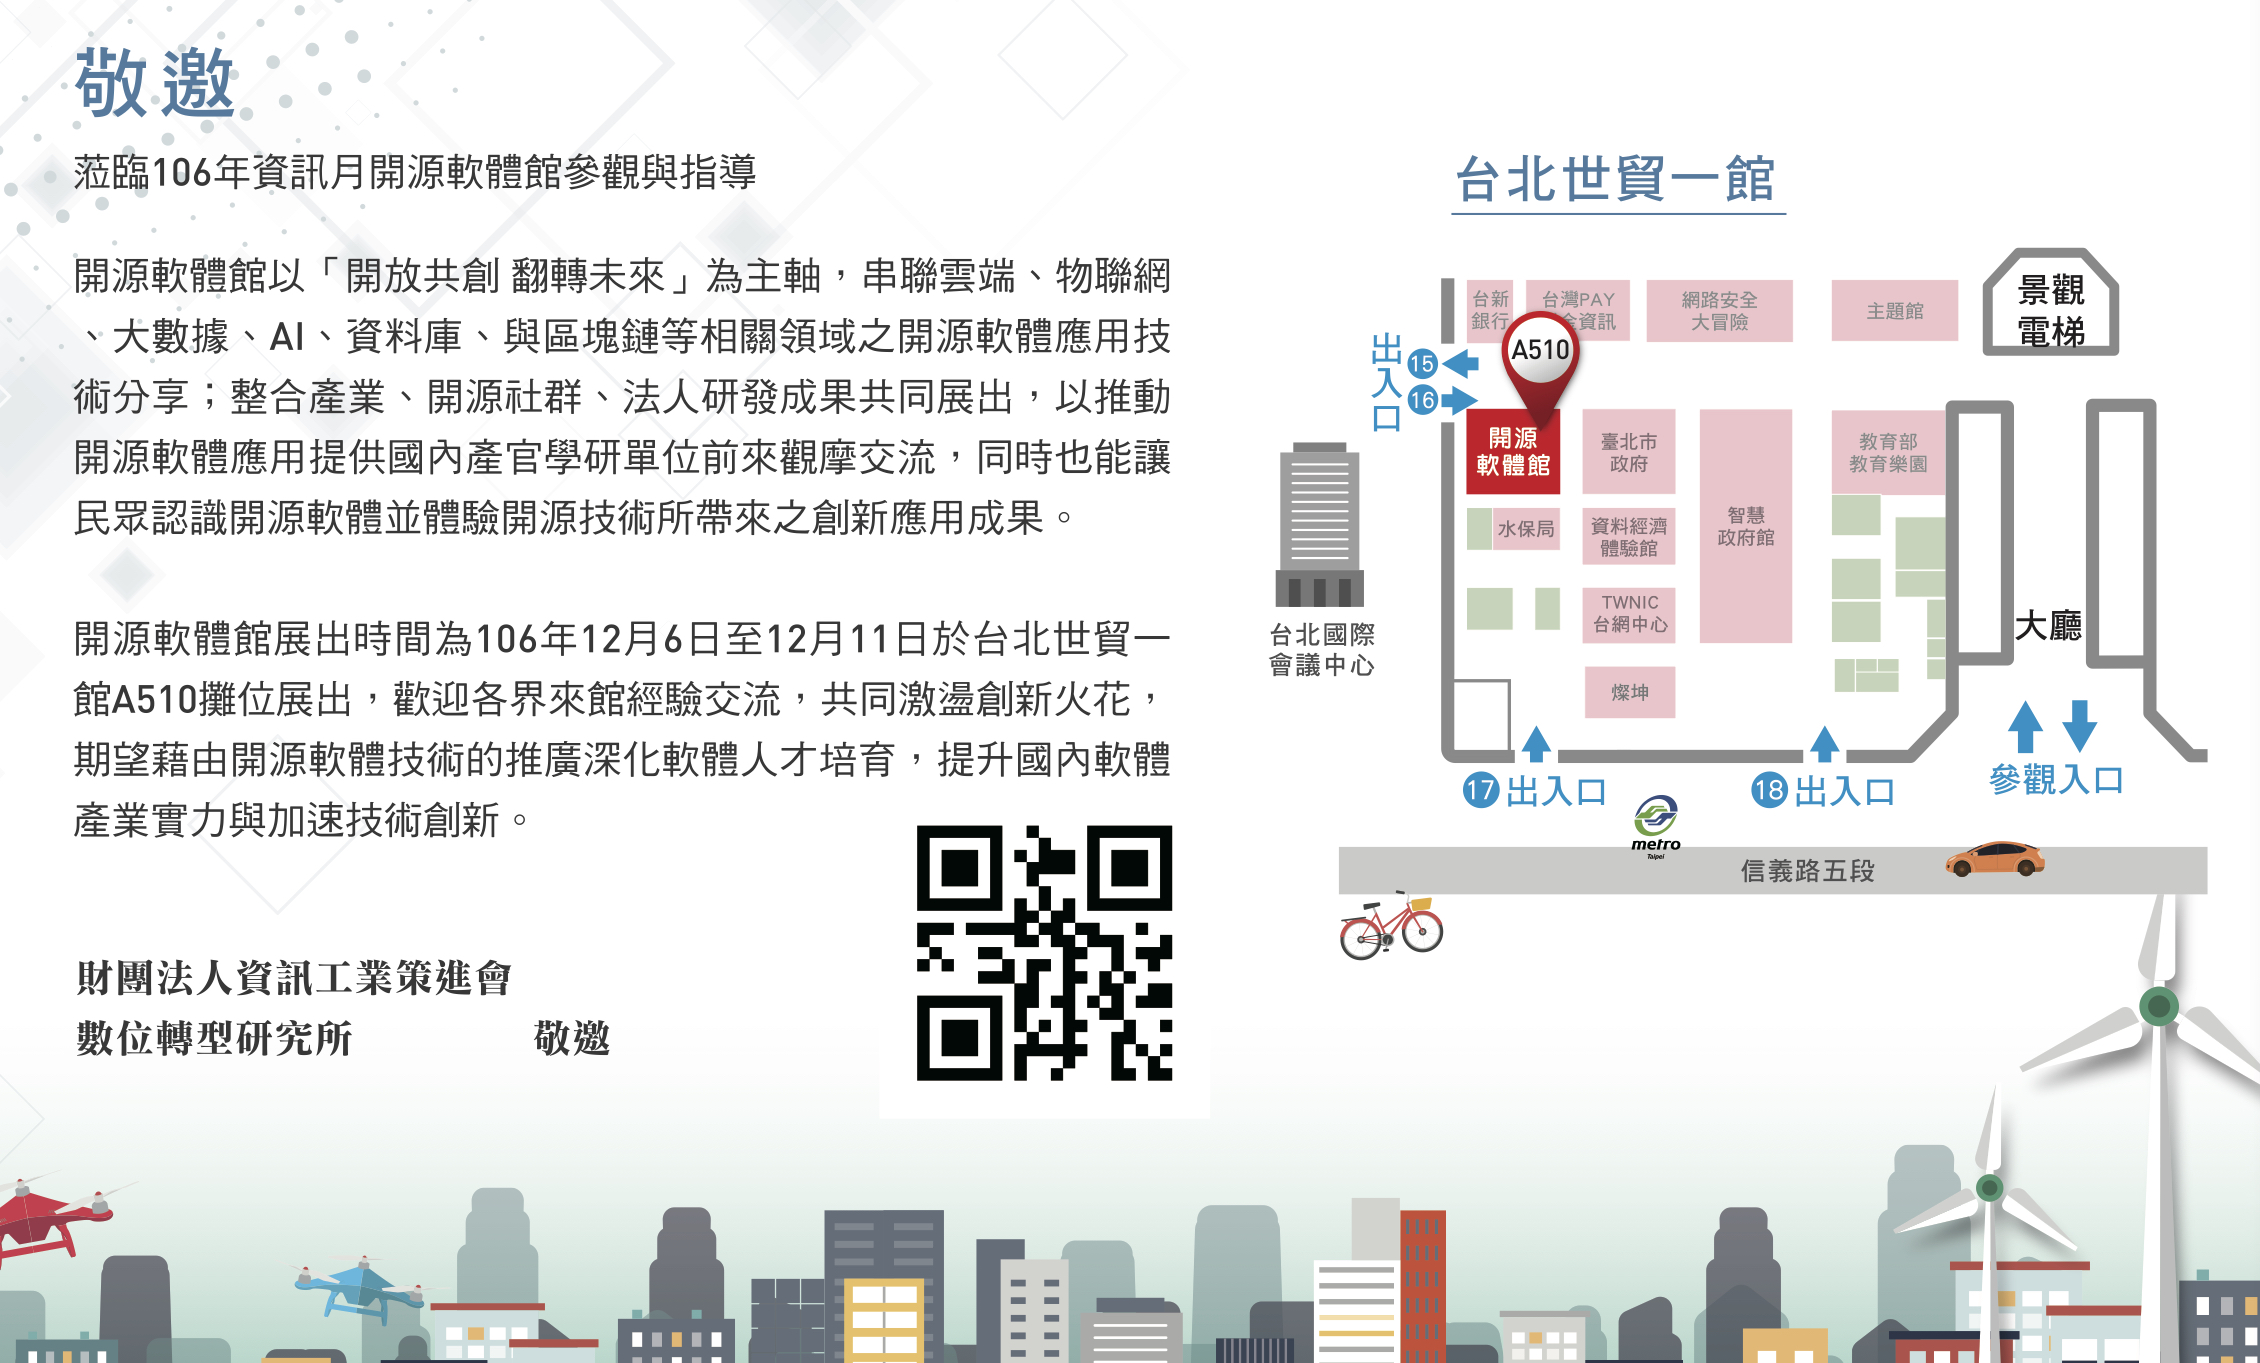 敬邀
蒞臨106年資訊月開源軟體館參觀與指導
開源軟體館以「開放共創 翻轉未來」為主軸，串聯雲端、物聯網
、大數據、AI、資料庫、與區塊鏈等相關領域之開源軟體應用技
術分享；整合產業、開源社群、法人研發成果共同展出，以推動
開源軟體應用提供國內產官學研單位前來觀摩交流，同時也能讓
民眾認識開源軟體並體驗開源技術所帶來之創新應用成果。
開源軟體館展出時間為106年12月6日至12月11日於台北世貿一
館A510攤位展出，歡迎各界來館經驗交流，共同激盪創新火花，
期望藉由開源軟體技術的推廣深化軟體人才培育，提升國內軟體
產業實力與加速技術創新。
財團法人資訊工業策進會
數位轉型研究所 敬邀
台北世貿一館
景觀
電梯
台新
銀行
台灣PAY
金資訊
網路安全
大冒險
主題館
A510
出入口
15
16
開源
軟體館
臺北市
政府
智慧
政府館
教育部
教育樂園
水保局
資料經濟
體驗館
TWNIC
台網中心
燦坤
大廳
台北國際
會議中心
17 出入口
18 出入口
參觀入口
metro
Taipei
信義路五段